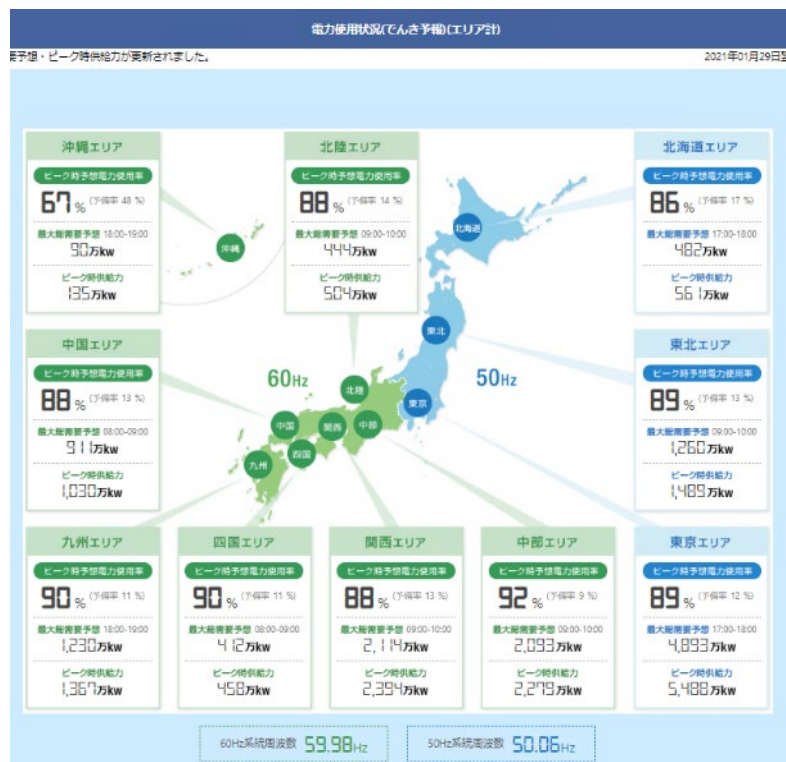 電力使用状況(でんき予報)(エリア計)
要予想・ピーク時供給力が更新されました。
2021年01月29日
沖縄エリア
ピーク時予想電力使用率
67% (予備率 48 %)
最大総需要予想 18:00-19:00
90万kw
ピーク時供給力
135万kw
北陸エリア
ピーク時予想電力使用率
88% (予備率 14 %)
最大総需要予想 09:00-10:00
444万kw
ピーク時供給力
504万kw
北海道エリア
ピーク時予想電力使用率
86% (予備率 17 %)
最大総需要予想 17:00-18:00
482万kw
ピーク時供給力
561万kw
沖縄
北海道
東北
60Hz
50Hz
北陸
東京
中国
関西
中部
四国
九州
中国エリア
ピーク時予想電力使用率
88% (予備率 13 %)
最大総需要予想 08:00-09:00
911万kw
ピーク時供給力
1,030万kw
東北エリア
ピーク時予想電力使用率
89% (予備率 13 %)
最大総需要予想 09:00-10:00
1,260万kw
ピーク時供給力
1,489万kw
九州エリア
ピーク時予想電力使用率
90% (予備率 11 %)
最大総需要予想 18:00-19:00
1,230万kw
ピーク時供給力
1,367万kw
四国エリア
ピーク時予想電力使用率
90% (予備率 11 %)
最大総需要予想 08:00-09:00
412万kw
ピーク時供給力
458万kw
関西エリア
ピーク時予想電力使用率
88% (予備率 13 %)
最大総需要予想 09:00-10:00
2,114万kw
ピーク時供給力
2,394万kw
中部エリア
ピーク時予想電力使用率
92% (予備率 9 %)
最大総需要予想 09:00-10:00
2,093万kw
ピーク時供給力
2,279万kw
東京エリア
ピーク時予想電力使用率
89% (予備率 12 %)
最大総需要予想 17:00-18:00
4,893万kw
ピーク時供給力
5,488万kw
60Hz系統周波数 59.98Hz
50Hz系統周波数 50.06Hz